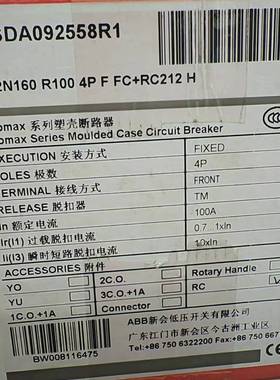 SDA092558R1
2N160 R100 4P F FC+RC212 H
omax 系列塑壳断路器
omax Series Moulded Case Circuit Breaker
EXECUTION 安装方式 FIXED
POLES 极数 4P
TERMINAL 接线方式 FRONT
RELEASE 脱扣器 TM
In 额定电流 100A
Ir(I1) 过载脱扣电流 0.7...1xIn
Ii(I3) 瞬时短路脱扣电流 10xIn
ACCESSORIES 附件
YO 2C.O. Rotary Handle
YU 3C.O.+1A RC
1C.O.+1A Connector
ABB新会低压开关有限公司
广东江门市新会区今古洲工业区
Tel:+86 750 6322200 Fax:+86 750 667
BW008116475